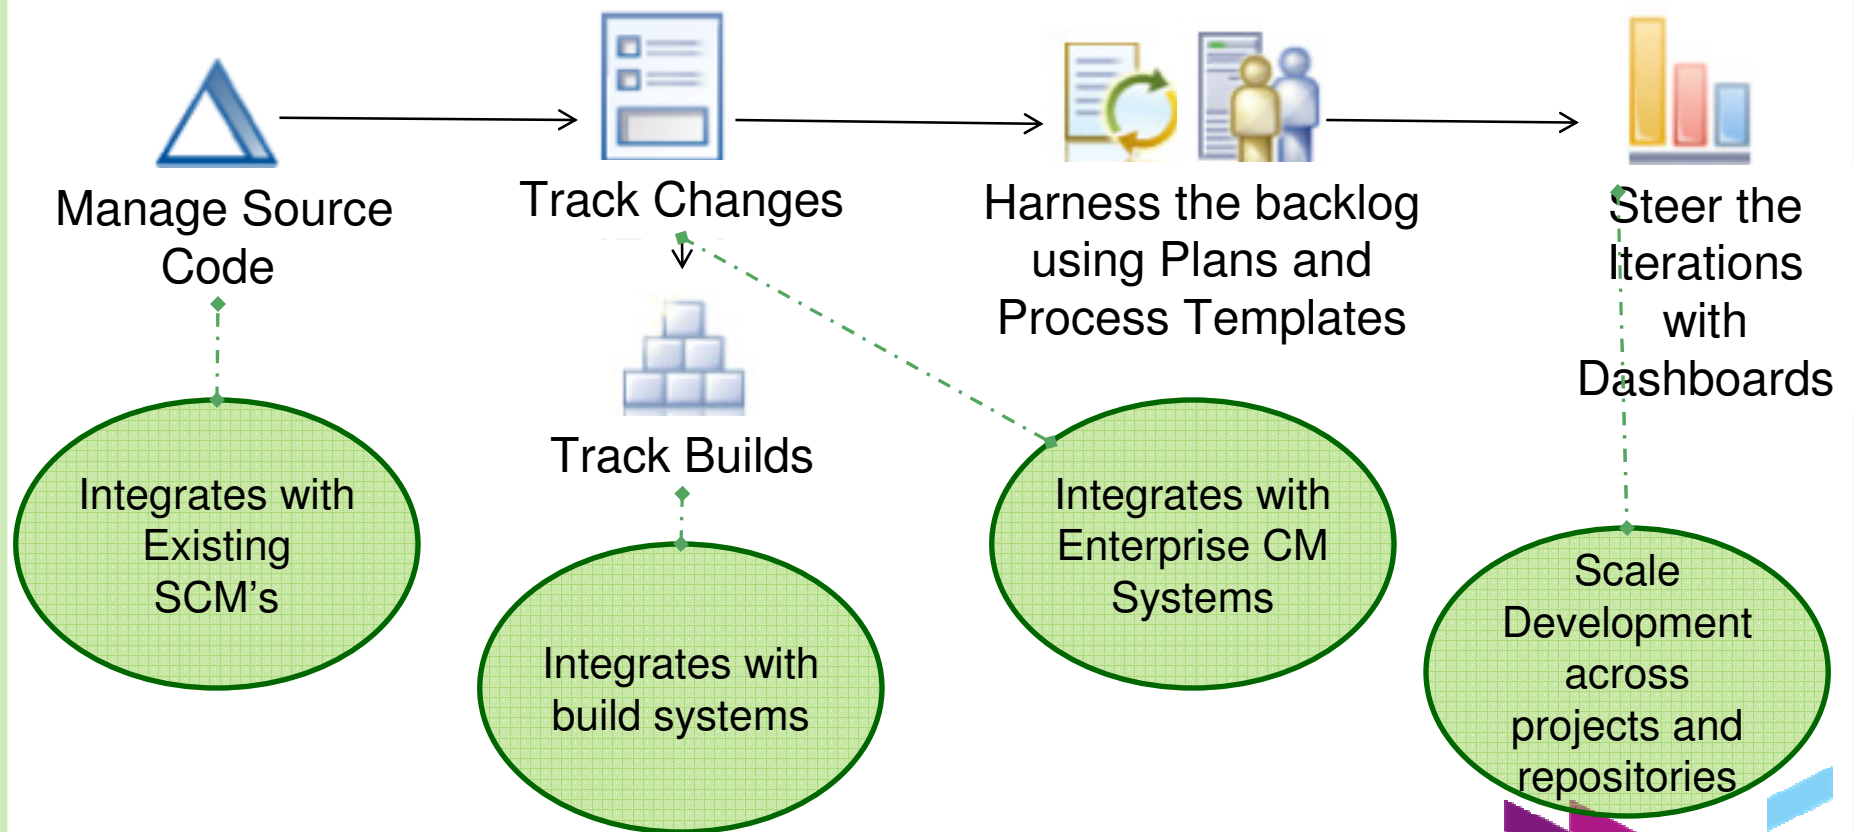 Manage Source
Code
Track Changes
Harness the backlog
using Plans and
Process Templates
Steer the
Iterations
with
Dashboards
Track Builds
Integrates with
Existing
SCM’s
Integrates with
build systems
Integrates with
Enterprise CM
Systems
Scale
Development
across
projects and
repositories